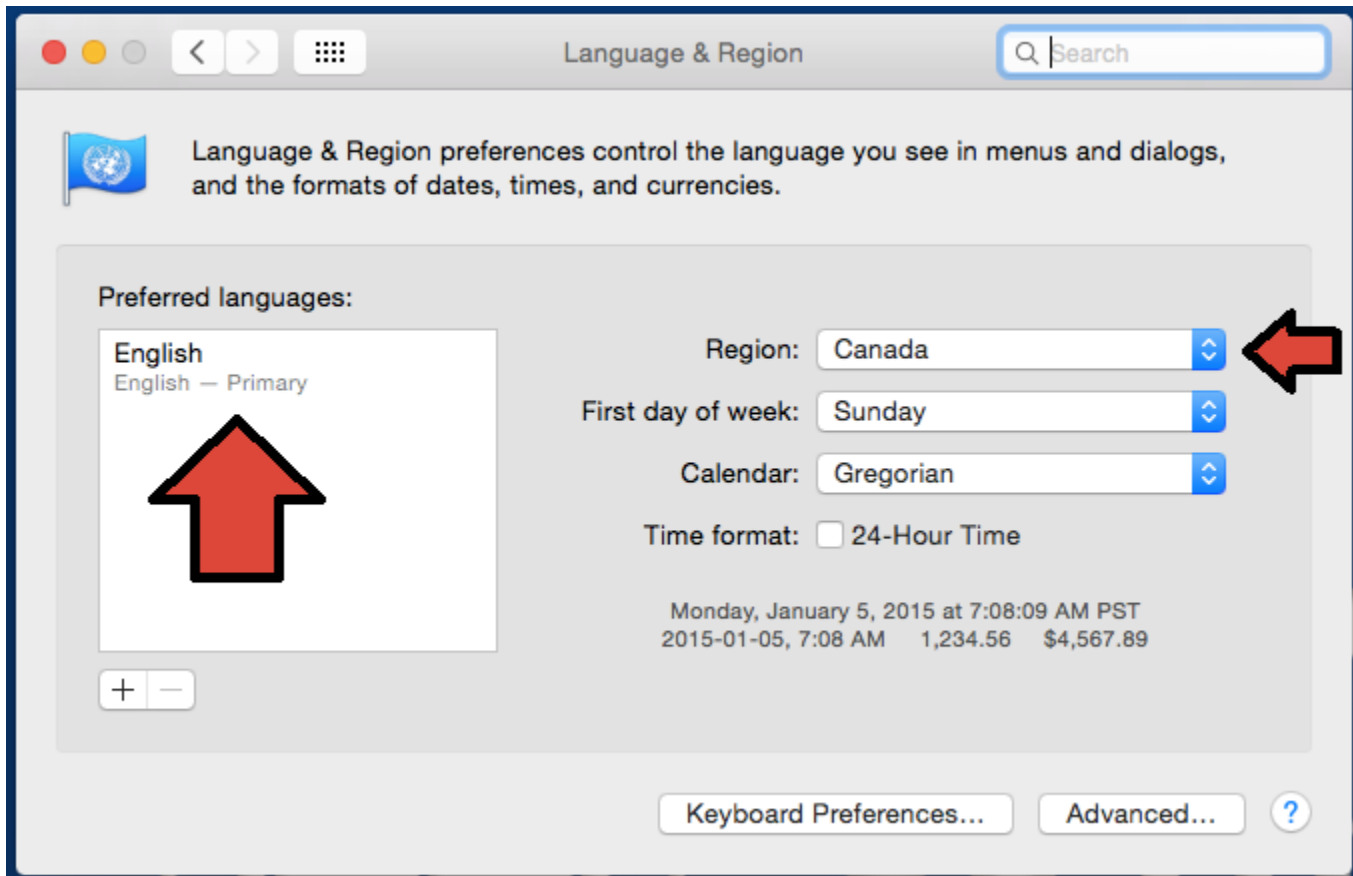 Language & Region
Search
Language & Region preferences control the language you see in menus and dialogs,
and the formats of dates, times, and currencies.
Preferred languages:
English
English — Primary
Region: Canada
First day of week: Sunday
Calendar: Gregorian
Time format: 24-Hour Time
Monday, January 5, 2015 at 7:08:09 AM PST
2015-01-05, 7:08 AM 1,234.56 $4,567.89
+ −
Keyboard Preferences... Advanced... ?